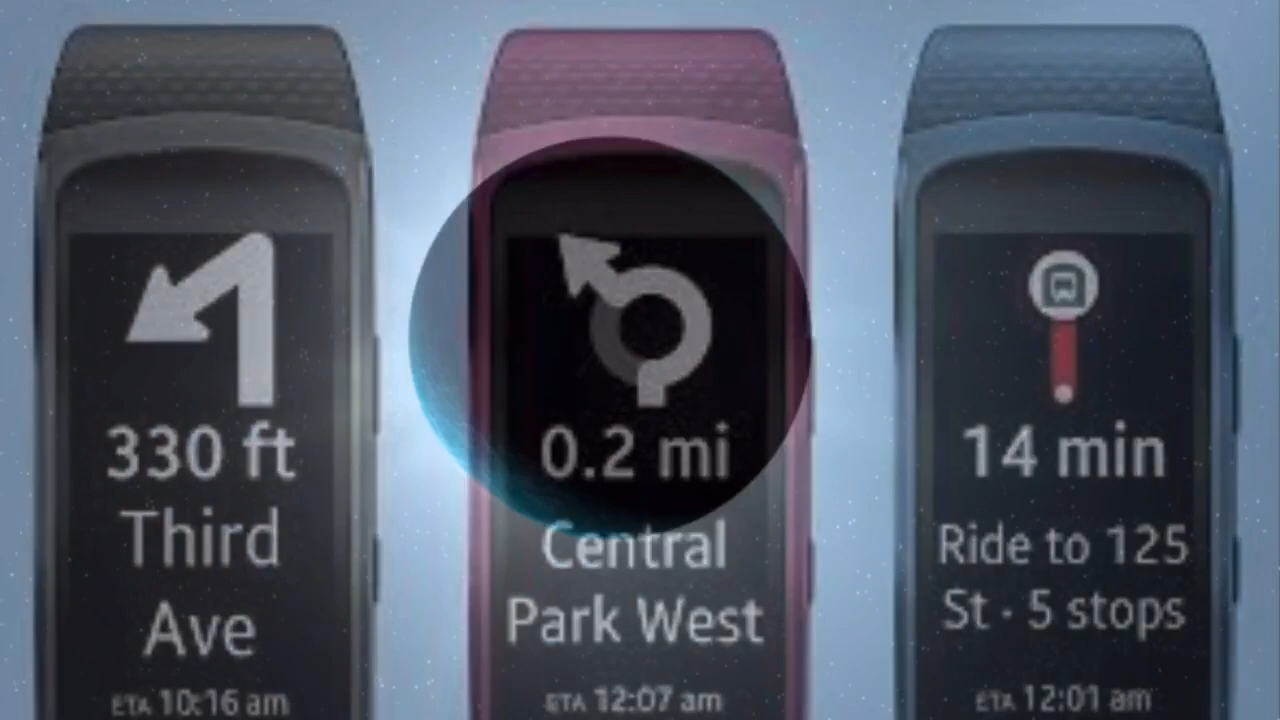 330 ft
Third
Ave
ETA 10:16 am
0.2 mi
Central
Park West
ETA 12:07 am
14 min
Ride to 125
St · 5 stops
ETA 12:01 am